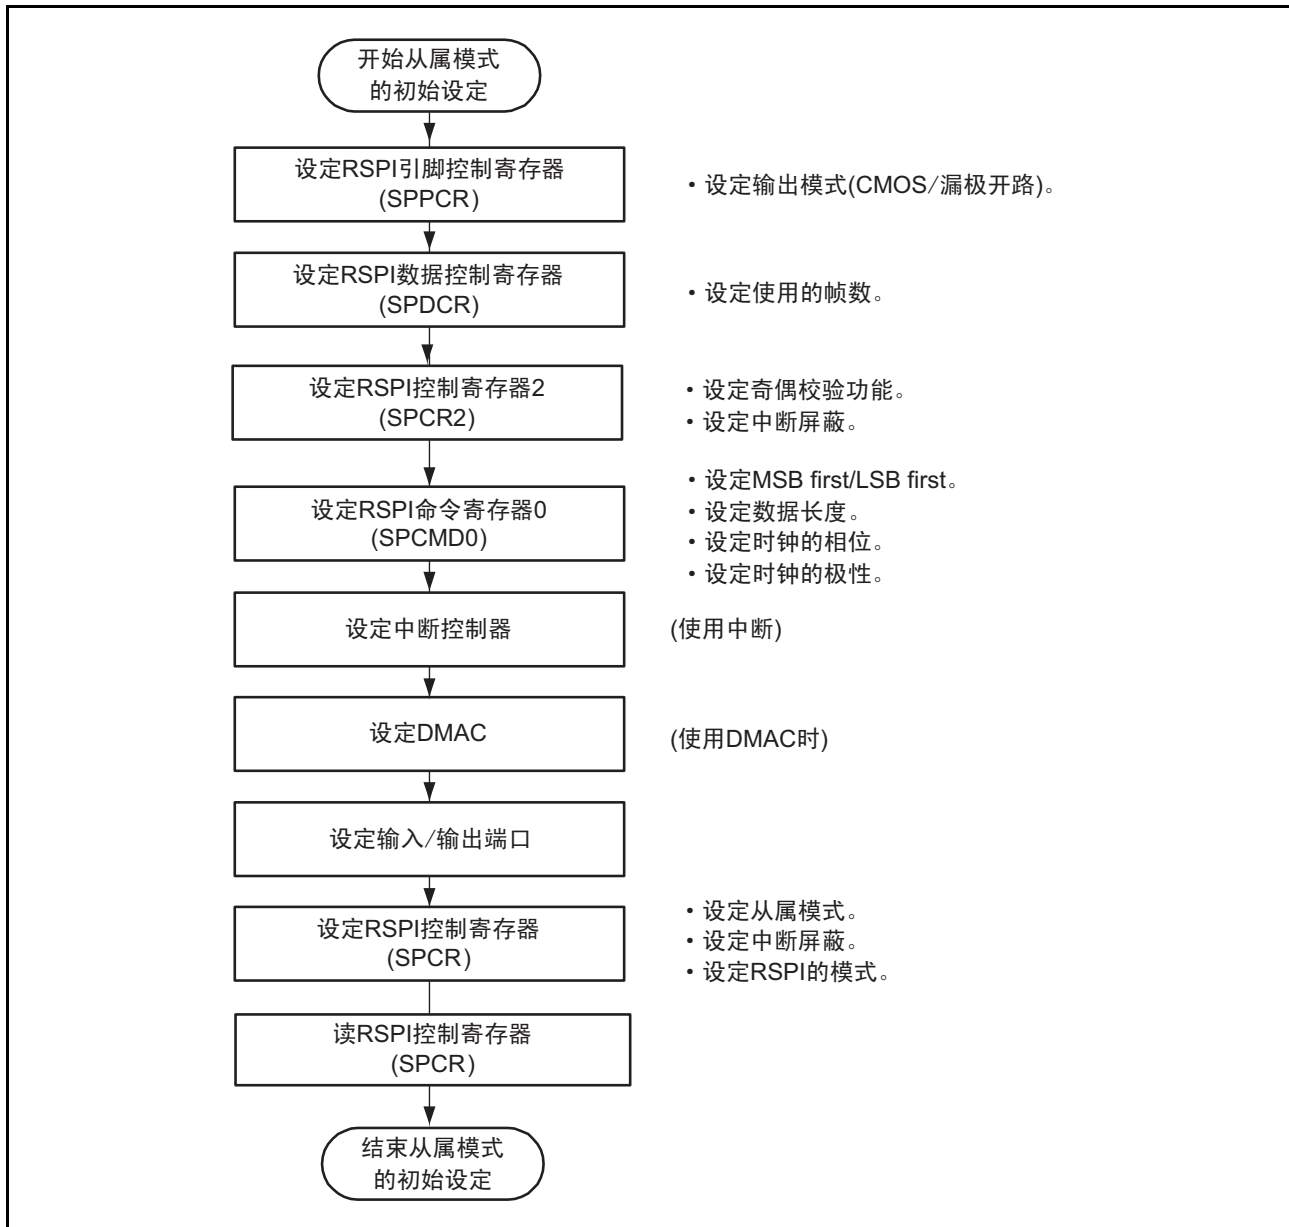 开始从属模式
的初始设定
设定RSPI引脚控制寄存器
(SPPCR)
・设定输出模式(CMOS/漏极开路)。
设定RSPI数据控制寄存器
(SPDCR)
・设定使用的帧数。
设定RSPI控制寄存器2
(SPCR2)
・设定奇偶校验功能。
・设定中断屏蔽。
设定RSPI命令寄存器0
(SPCMD0)
・设定MSB first/LSB first。
・设定数据长度。
・设定时钟的相位。
・设定时钟的极性。
设定中断控制器
(使用中断)
设定DMAC
(使用DMAC时)
设定输入/输出端口
设定RSPI控制寄存器
(SPCR)
・设定从属模式。
・设定中断屏蔽。
・设定RSPI的模式。
读RSPI控制寄存器
(SPCR)
结束从属模式
的初始设定